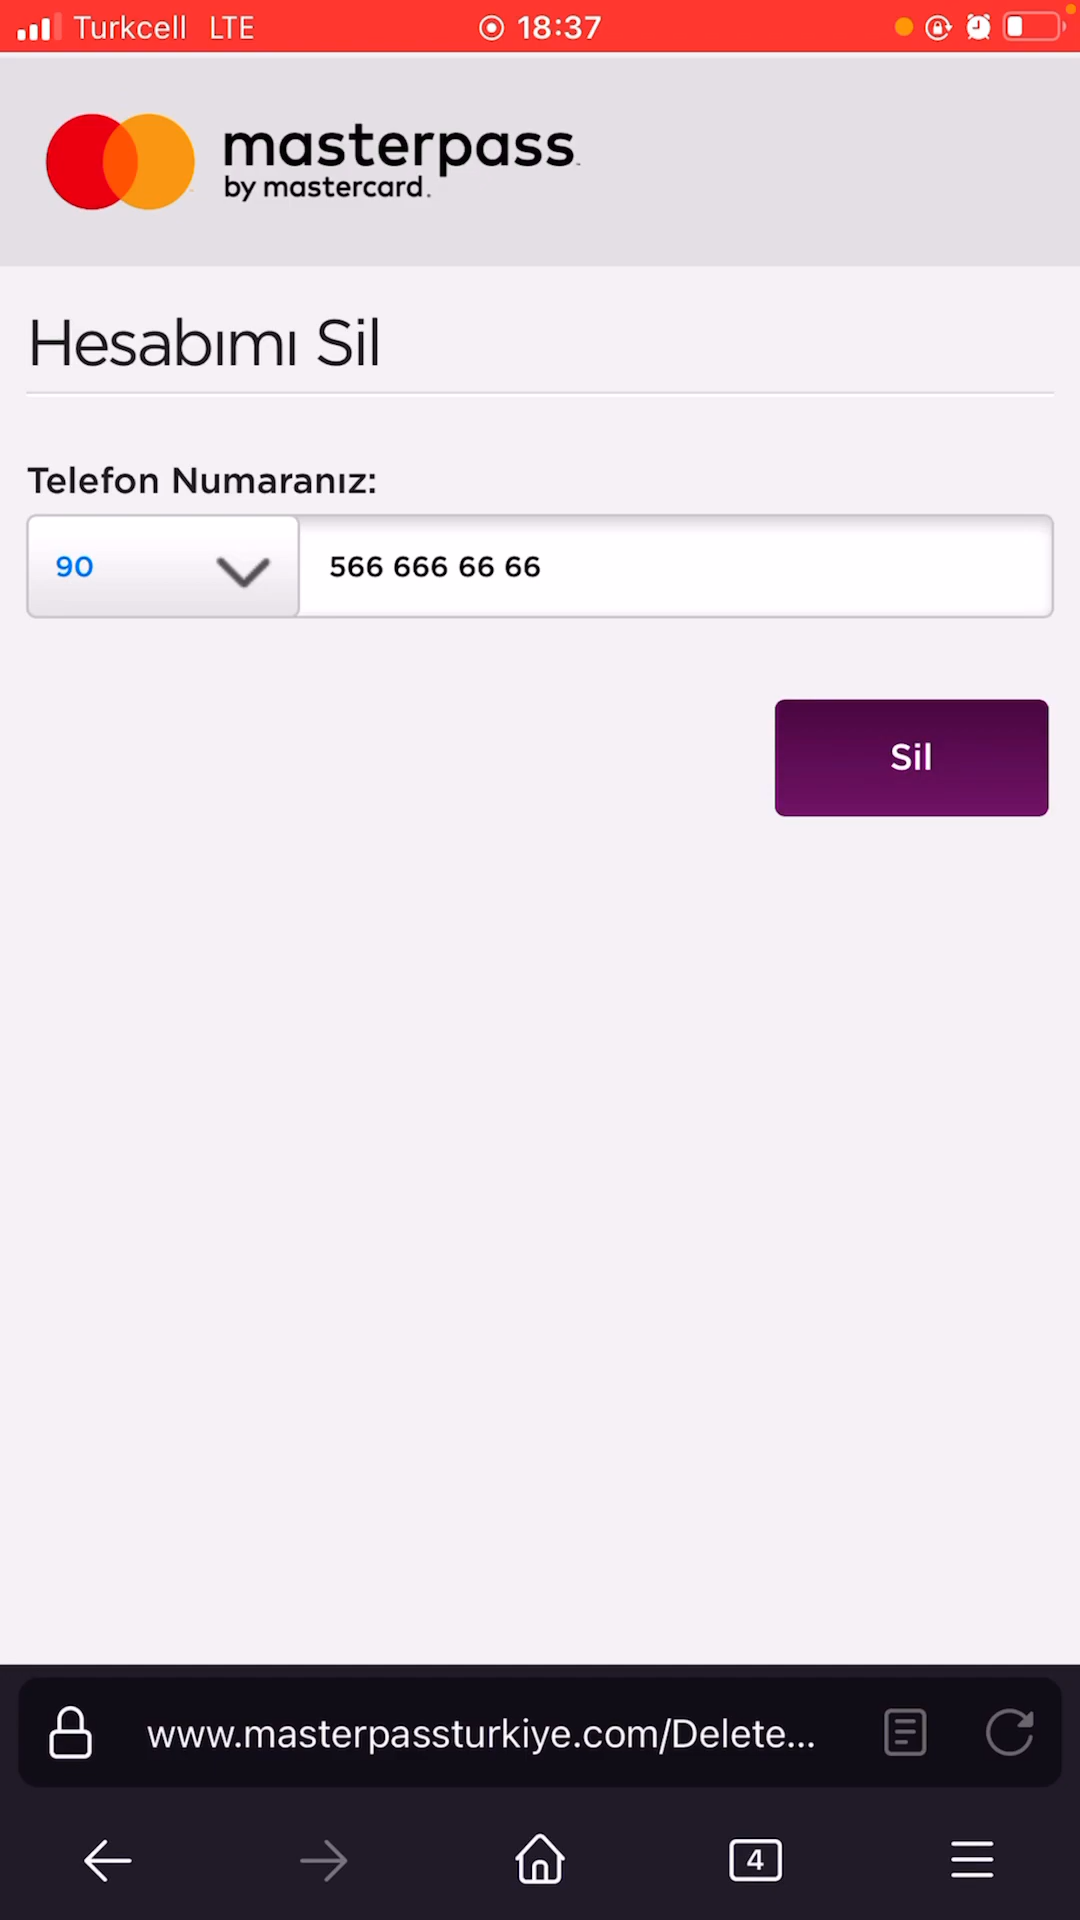 Turkcell LTE 18:37
masterpass
by mastercard.
Hesabımı Sil
Telefon Numaranız:
90 566 666 66 66
Sil
www.masterpassturkiye.com/Delete...
4